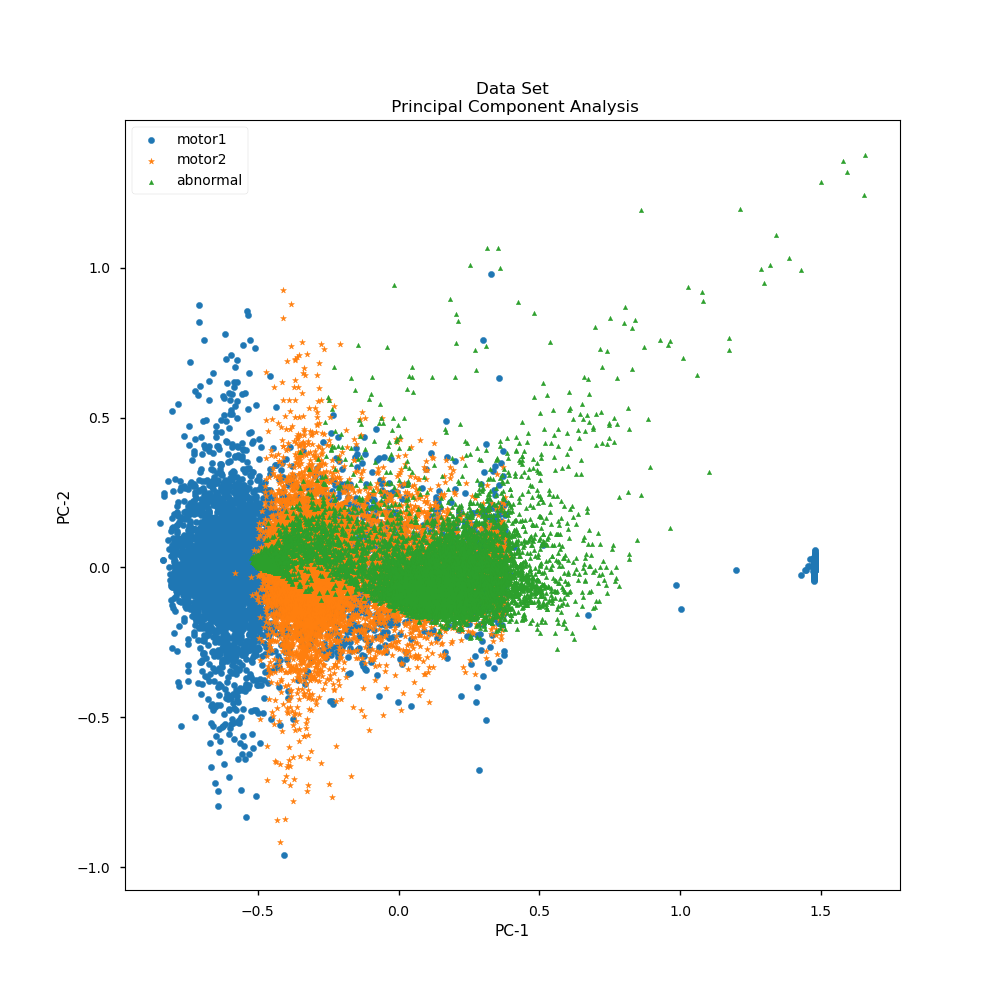 Data Set
Principal Component Analysis
motor1
motor2
abnormal
1.0
0.5
0.0
−0.5
−1.0
PC-2
−0.5
0.0
0.5
1.0
1.5
PC-1